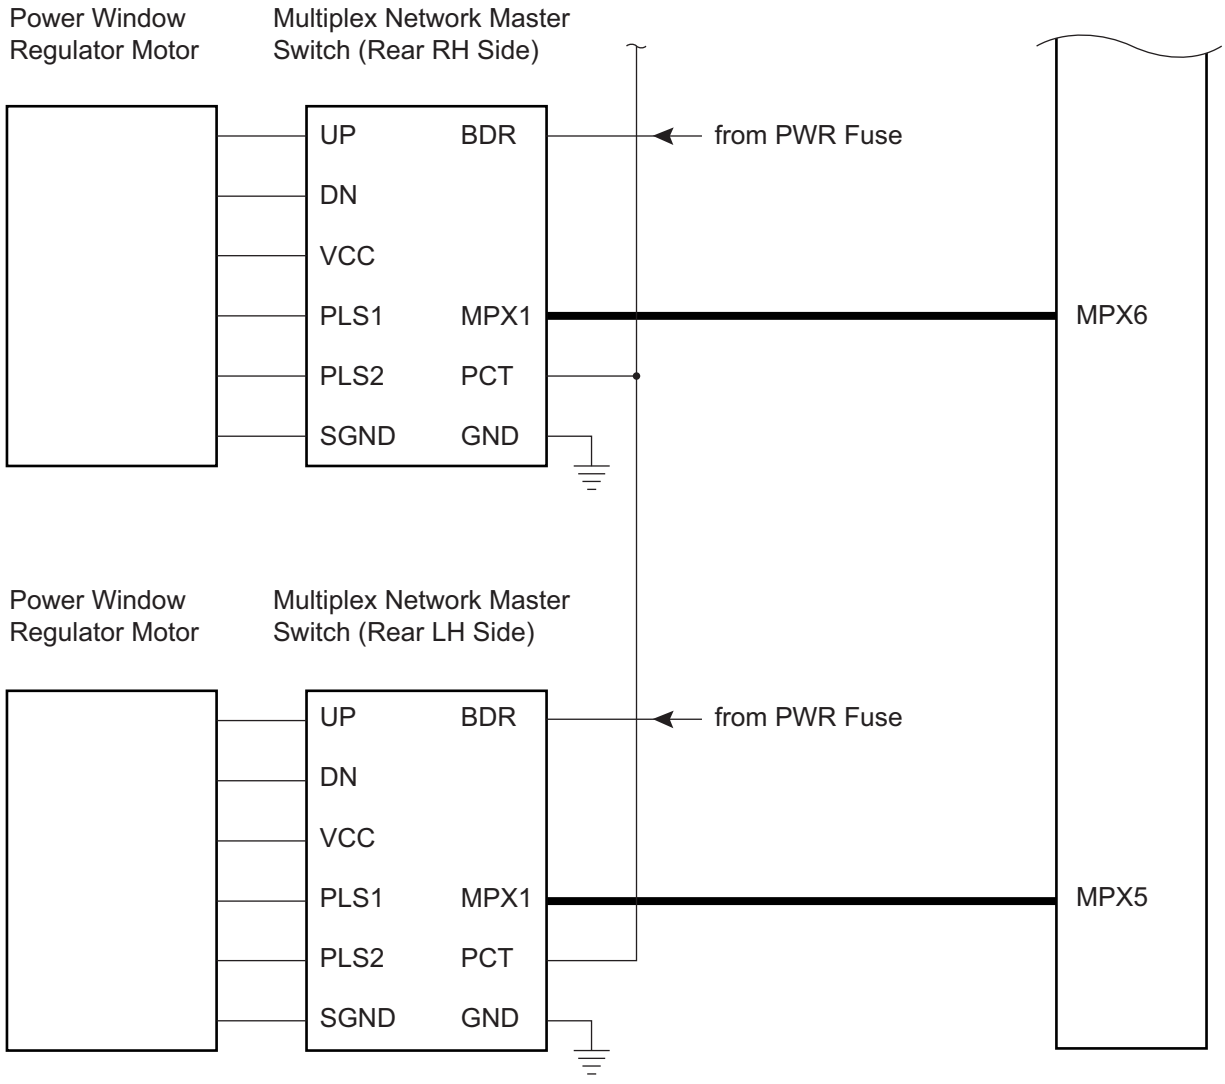 Power Window
Regulator Motor
Multiplex Network Master
Switch (Rear RH Side)
UP
BDR
from PWR Fuse
DN
VCC
PLS1
MPX1
MPX6
PLS2
PCT
SGND
GND
Power Window
Regulator Motor
Multiplex Network Master
Switch (Rear LH Side)
UP
BDR
from PWR Fuse
DN
VCC
PLS1
MPX1
MPX5
PLS2
PCT
SGND
GND